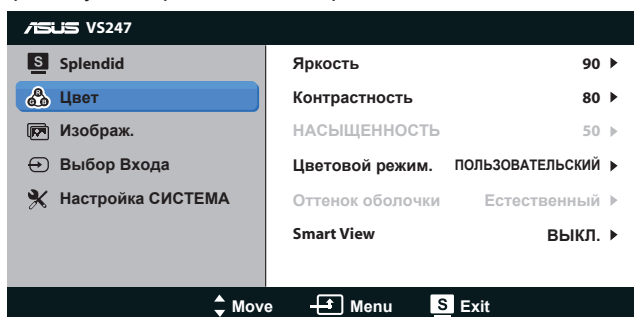 ASUS VS247
S Splendid
Цвет
Изображ.
Выбор Входа
Настройка СИСТЕМА
Яркость 90
Контрастность 80
НАСЫЩЕННОСТЬ 50
Цветовой режим. ПОЛЬЗОВАТЕЛЬСКИЙ
Оттенок оболочки Естественный
Smart View ВЫКЛ.
Move Menu S Exit